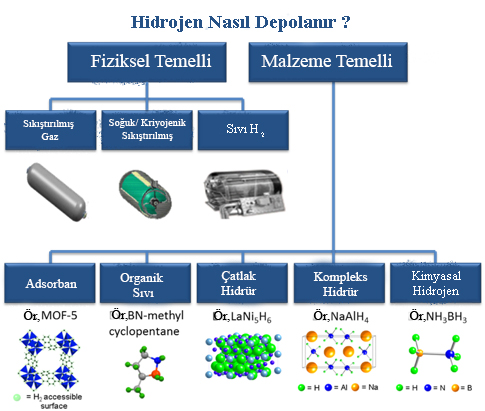 Hidrojen Nasıl Depolanır ?
Fiziksel Temelli
Malzeme Temelli
Sıkıştırılmış
Gaz
Soğuk/ Kriyojenik
Sıkıştırılmış
Sıvı H2
Adsorban
Organik
Sıvı
Çatlak
Hidrür
Kompleks
Hidrür
Kimyasal
Hidrojen
Ör, MOF-5
Ör, BN-methyl
cyclopentane
Ör, LaNi5H6
Ör, NaAlH4
Ör, NH3BH3
= H2 accessible
surface
= H = Al = Na
= H = N = B